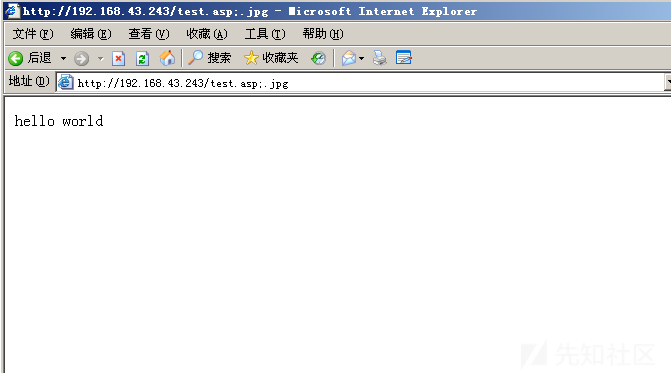 http://192.168.43.243/test.asp;.jpg - Microsoft Internet Explorer
文件(F) 编辑(E) 查看(V) 收藏(A) 工具(T) 帮助(H)
后退 搜索 收藏夹
地址(D) http://192.168.43.243/test.asp;.jpg
hello world
先知社区